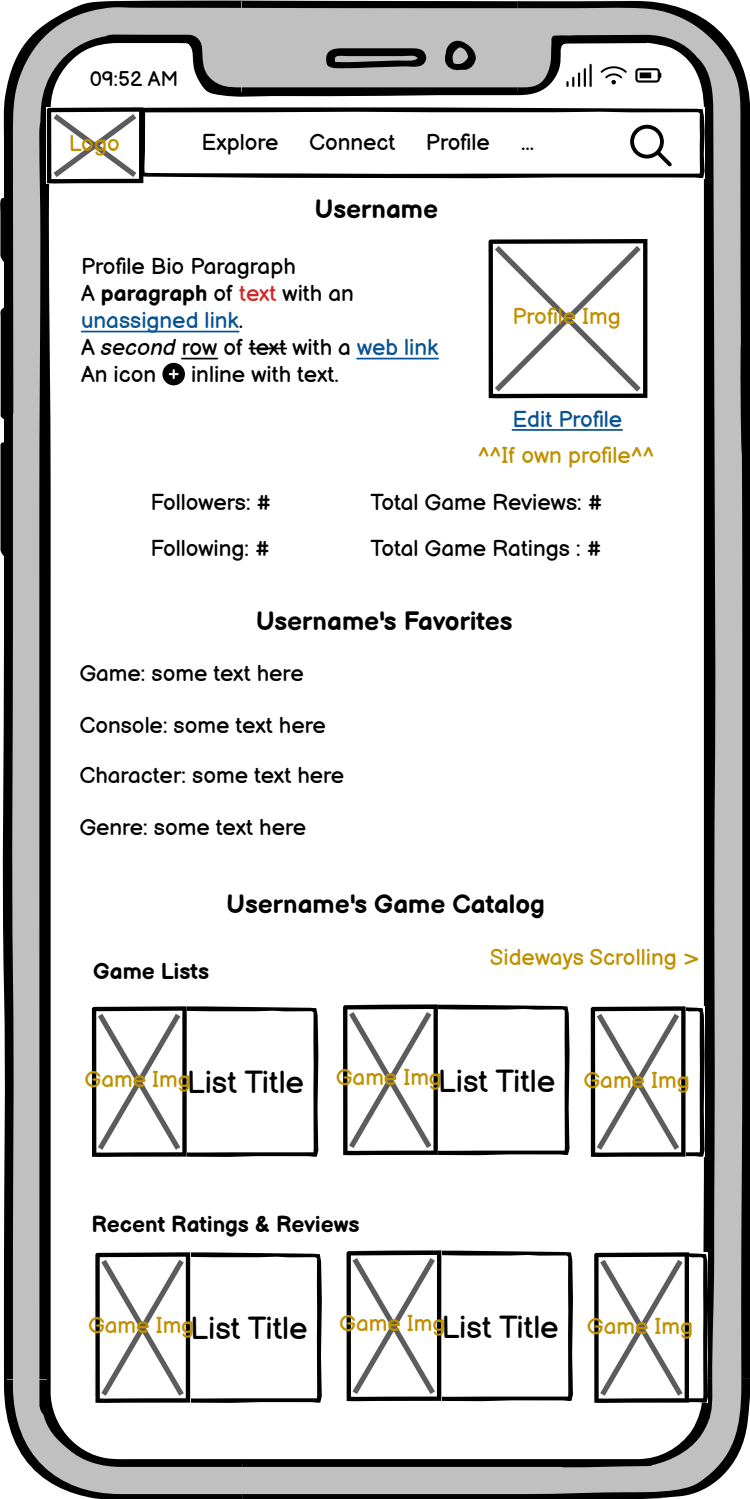 09:52 AM
Logo
Explore Connect Profile ...
Username
Profile Bio Paragraph
A paragraph of text with an
unassigned link.
A second row of text with a web link
An icon + inline with text.
Profile Img
Edit Profile
^^If own profile^^
Followers: # Total Game Reviews: #
Following: # Total Game Ratings : #
Username's Favorites
Game: some text here
Console: some text here
Character: some text here
Genre: some text here
Username's Game Catalog
Sideways Scrolling >
Game Lists
Game Img List Title Game Img List Title Game Img
Recent Ratings & Reviews
Game Img List Title Game Img List Title Game Img